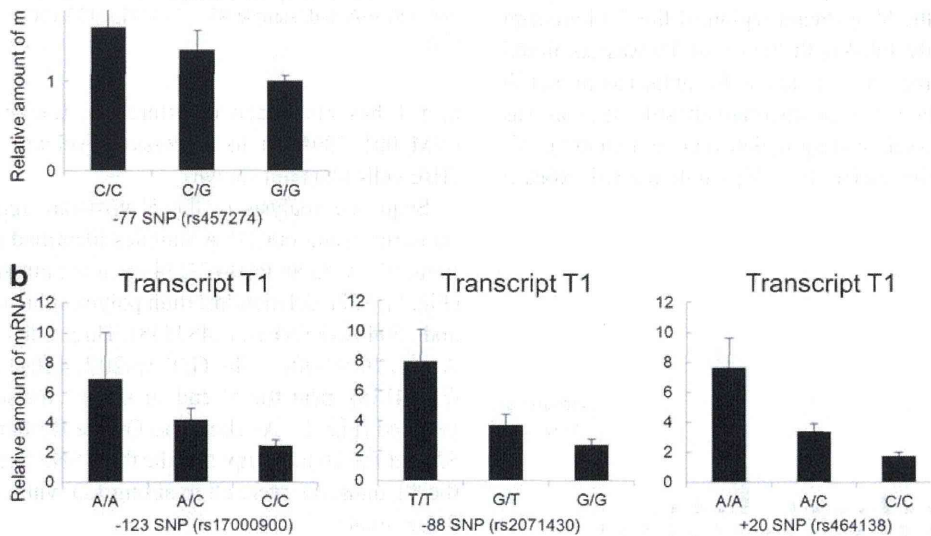 Relative amount of m
1
0
C/C C/G G/G
-77 SNP (rs457274)
b
Transcript T1
Relative amount of mRNA
12
10
8
6
4
2
0
A/A A/C C/C
-123 SNP (rs17000900)
Transcript T1
12
10
8
6
4
2
0
T/T G/T G/G
-88 SNP (rs2071430)
Transcript T1
12
10
8
6
4
2
0
A/A A/C C/C
+20 SNP (rs464138)